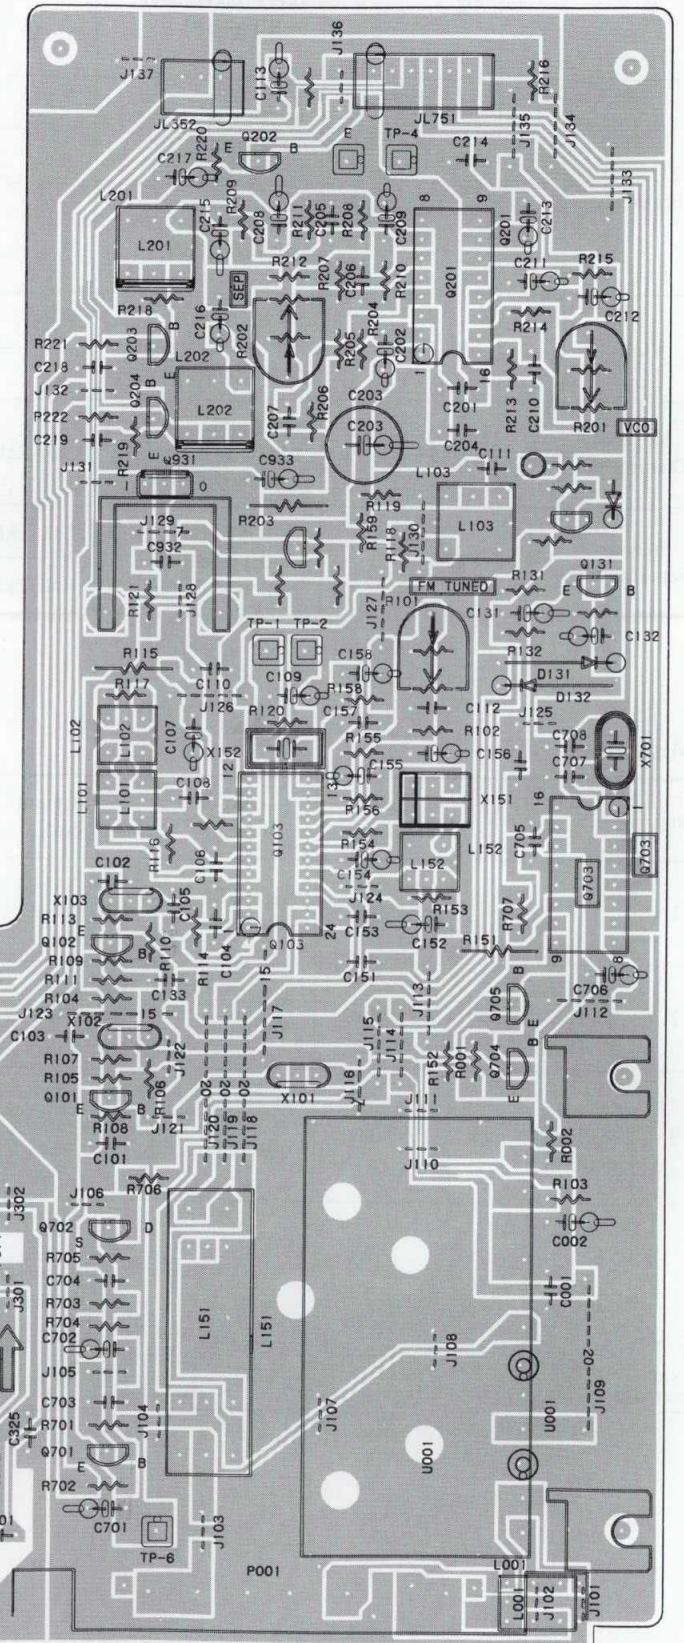 J136
J137
C113
R216
JL352
JL751
J135
J134
R220
E
Q202
B
E
TP-4
C214
J133
C217
L201
R209
C215
C208
R211
C205
R208
C209
8
9
Q201
C213
L201
R212
R207
C206
R210
Q201
C211
R215
SEP
C212
R218
C216
R202
R204
R214
R221
Q203
B
C218
L202
E
R205
C202
1
16
J132
Q204
B
L202
C207
R206
C203
C201
R213
C210
R201
VCO
R222
C219
R219
E
C203
C204
J131
Q931
I
O
C933
L103
C111
R203
R119
J129
7
R159
R118
J130
L103
C932
R121
J128
FM TUNED
Q131
E
B
J127
R101
R131
C131
TP-1
TP-2
C132
R115
C158
R132
D131
R117
C110
C109
R158
D132
J126
C112
L102
L102
C107
R120
C157
R102
J125
C708
X152
R155
C156
C707
X701
L101
L101
C108
12
13
C155
X151
16
1
R156
R116
C106
Q103
R154
L152
L152
C705
Q703
Q703
C102
C154
J124
X103
C105
R153
R707
R113
E
C153
Q102
B
R110
R114
C104
1
Q103
24
C152
R151
R109
15
C151
9
8
R111
C706
R104
C133
J113
Q705
B
J123
15
J117
J115
J112
C103
X102
J114
E
R107
J122
R152
R001
Q704
B
R105
X101
J116
Q101
R106
7
E
E
B
J111
R108
J121
20
20
20
J120
J119
J118
C101
J110
R002
R706
J302
J106
R103
Q702
D
S
C002
R705
C704
C001
J301
R703
L151
L151
R704
C702
J108
J105
20
J109
C703
J104
J107
C325
R701
U001
U001
Q701
E
B
R702
C701
J103
TP-6
P001
L001
L001
J102
J101